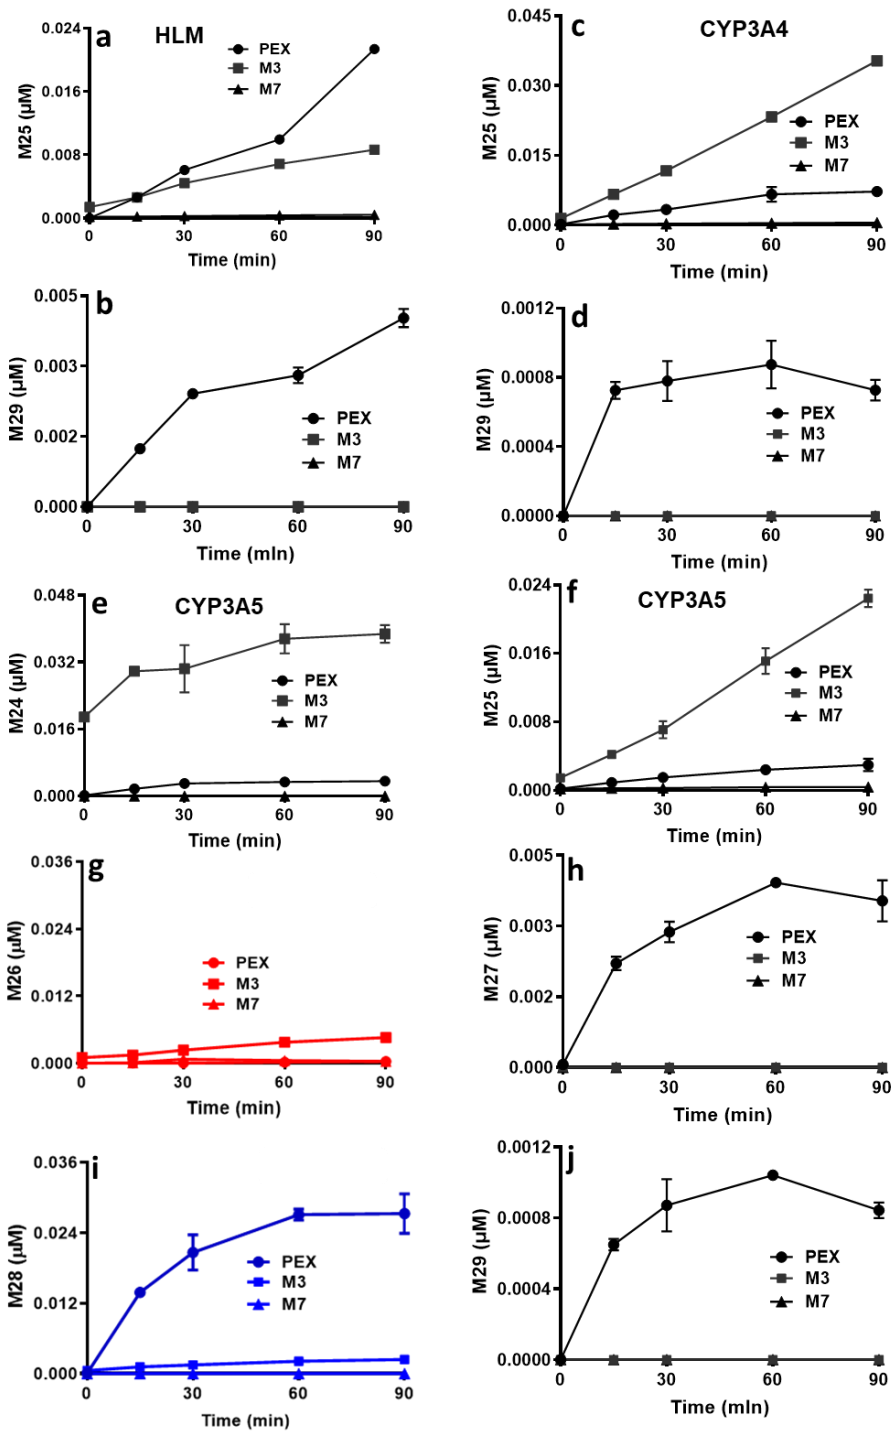 a
HLM
0.024
0.016
0.008
0.000
M25 (µM)
PEX
M3
M7
0 30 60 90
Time (min)
c
CYP3A4
0.045
0.030
0.015
0.000
M25 (µM)
PEX
M3
M7
0 30 60 90
Time (min)
b
0.005
0.003
0.002
0.000
M29 (µM)
PEX
M3
M7
0 30 60 90
Time (mIn)
d
0.0012
0.0008
0.0004
0.0000
M29 (µM)
PEX
M3
M7
0 30 60 90
Time (min)
e
CYP3A5
0.048
0.032
0.016
0.000
M24 (µM)
PEX
M3
M7
0 30 60 90
Time (min)
f
CYP3A5
0.024
0.016
0.008
0.000
M25 (µM)
PEX
M3
M7
0 30 60 90
Time (min)
g
0.036
0.024
0.012
0.000
M26 (µM)
PEX
M3
M7
0 30 60 90
Time (min)
h
0.005
0.003
0.002
0.000
M27 (µM)
PEX
M3
M7
0 30 60 90
Time (min)
i
0.036
0.024
0.012
0.000
M28 (µM)
PEX
M3
M7
0 30 60 90
Time (min)
j
0.0012
0.0008
0.0004
0.0000
M29 (µM)
PEX
M3
M7
0 30 60 90
Time (mIn)